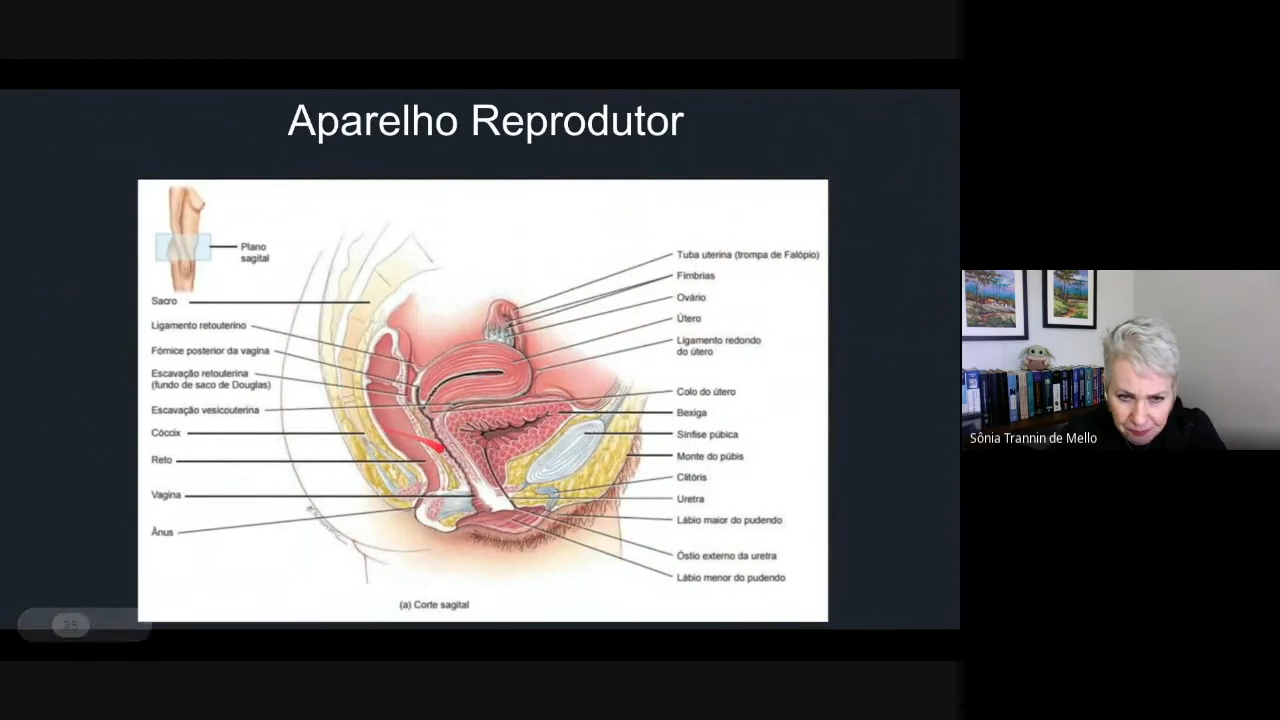 Aparelho Reprodutor
Plano
sagital
Sacro
Ligamento retouterino
Fórnice posterior da vagina
Escavação retouterina
(fundo de saco de Douglas)
Escavação vesicouterina
Cóccix
Reto
Vagina
Ânus
Tuba uterina (trompa de Falópio)
Fímbrias
Ovário
Útero
Ligamento redondo
do útero
Colo do útero
Bexiga
Sínfise púbica
Monte do púbis
Clitóris
Uretra
Lábio maior do pudendo
Óstio externo da uretra
Lábio menor do pudendo
(a) Corte sagital
25
Sônia Trannin de Mello